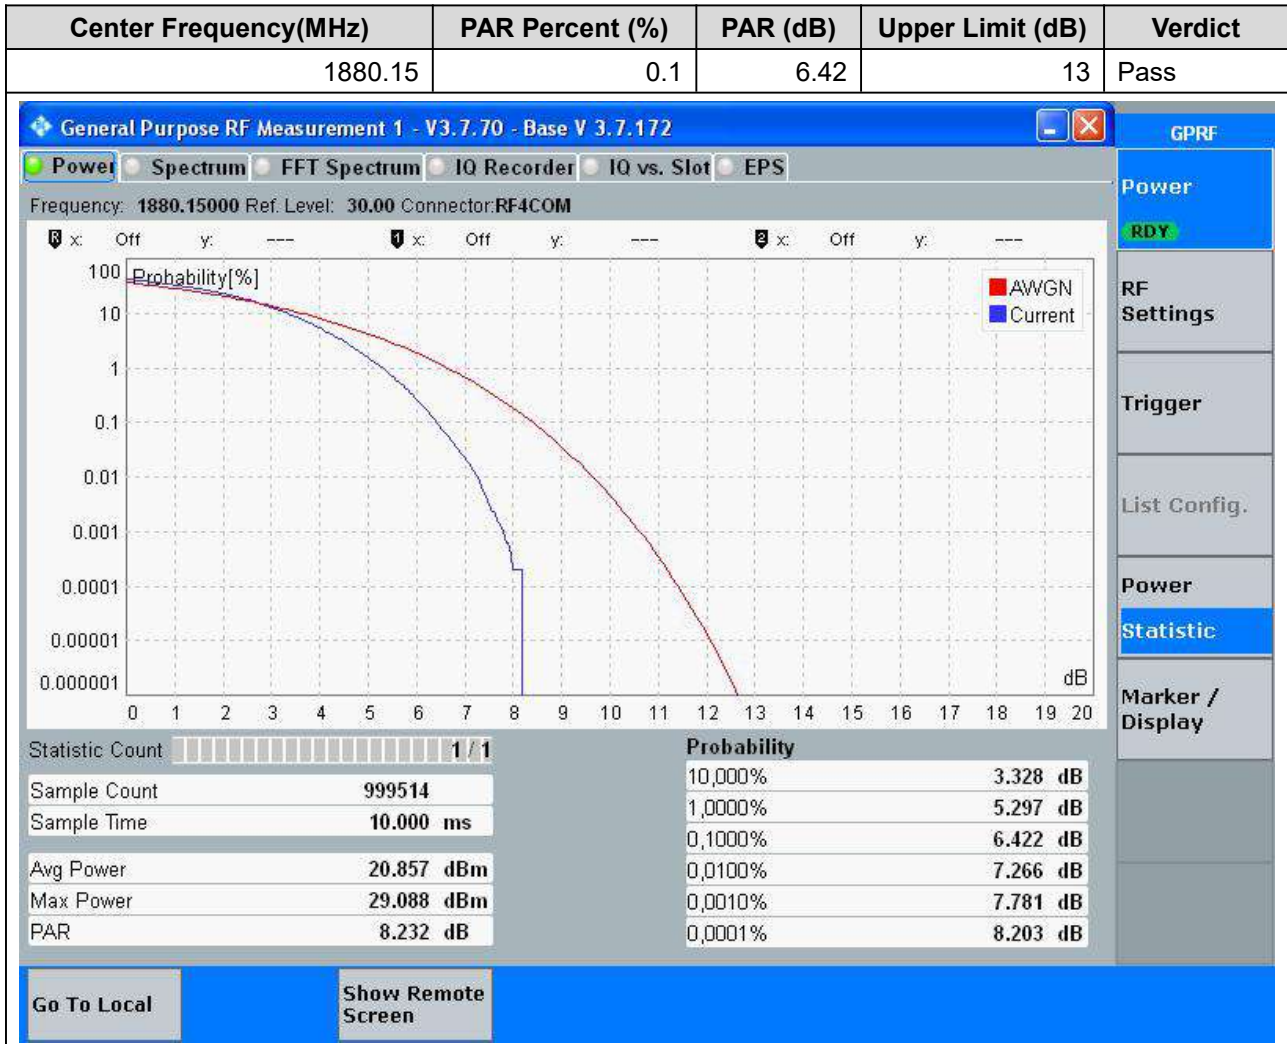 Center Frequency(MHz) PAR Percent (%) PAR (dB) Upper Limit (dB) Verdict
1880.15 0.1 6.42 13 Pass
General Purpose RF Measurement 1 - V3.7.70 - Base V 3.7.172
GPRF
Power Spectrum FFT Spectrum IQ Recorder IQ vs. Slot EPS
Frequency: 1880.15000 Ref. Level: 30.00 Connector:RF4COM
R x: Off y: --- 1 x: Off y: --- 2 x: Off y: ---
Probability[%]
AWGN
Current
100
10
1
0.1
0.01
0.001
0.0001
0.00001
0.000001
dB
0 1 2 3 4 5 6 7 8 9 10 11 12 13 14 15 16 17 18 19 20
Statistic Count 1 / 1
Sample Count 999514
Sample Time 10.000 ms
Avg Power 20.857 dBm
Max Power 29.088 dBm
PAR 8.232 dB
Probability
10,000% 3.328 dB
1,0000% 5.297 dB
0,1000% 6.422 dB
0,0100% 7.266 dB
0,0010% 7.781 dB
0,0001% 8.203 dB
Power
RDY
RF
Settings
Trigger
List Config.
Power
Statistic
Marker /
Display
Go To Local
Show Remote
Screen